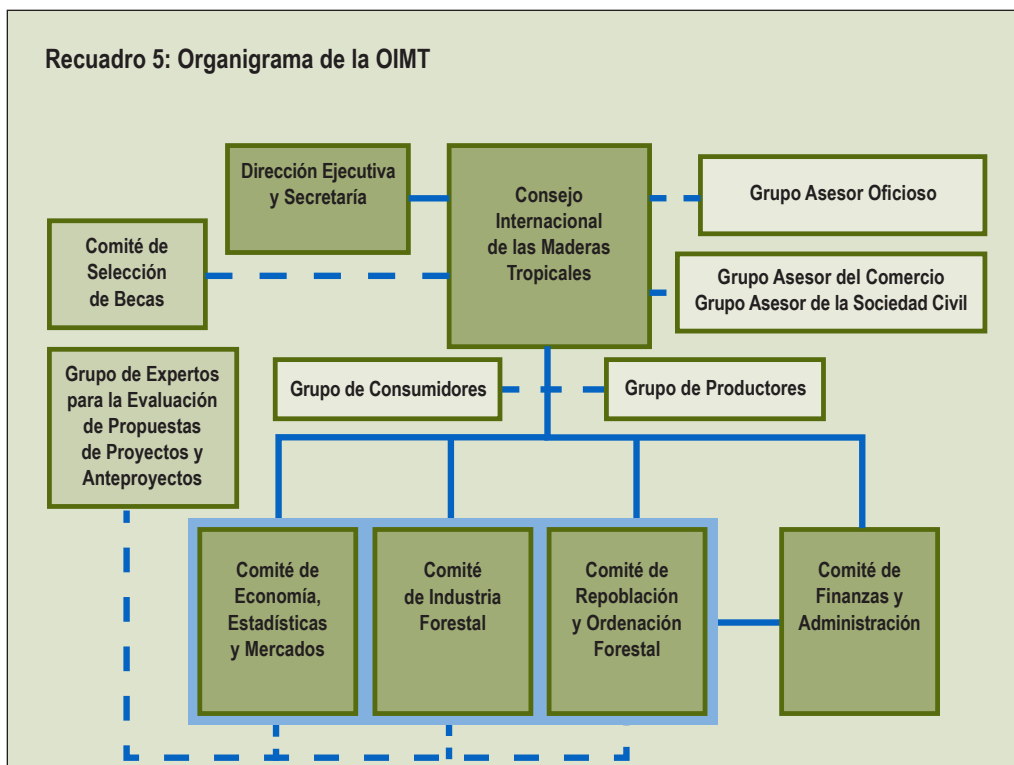 Recuadro 5: Organigrama de la OIMT
Dirección Ejecutiva
y Secretaría
Consejo
Internacional
de las Maderas
Tropicales
Grupo Asesor Oficioso
Comité de
Selección
de Becas
Grupo Asesor del Comercio
Grupo Asesor de la Sociedad Civil
Grupo de Expertos
para la Evaluación
de Propuestas
de Proyectos y
Anteproyectos
Grupo de Consumidores
Grupo de Productores
Comité de
Economía,
Estadísticas
y Mercados
Comité
de Industria
Forestal
Comité de
Repoblación
y Ordenación
Forestal
Comité de
Finanzas y
Administración